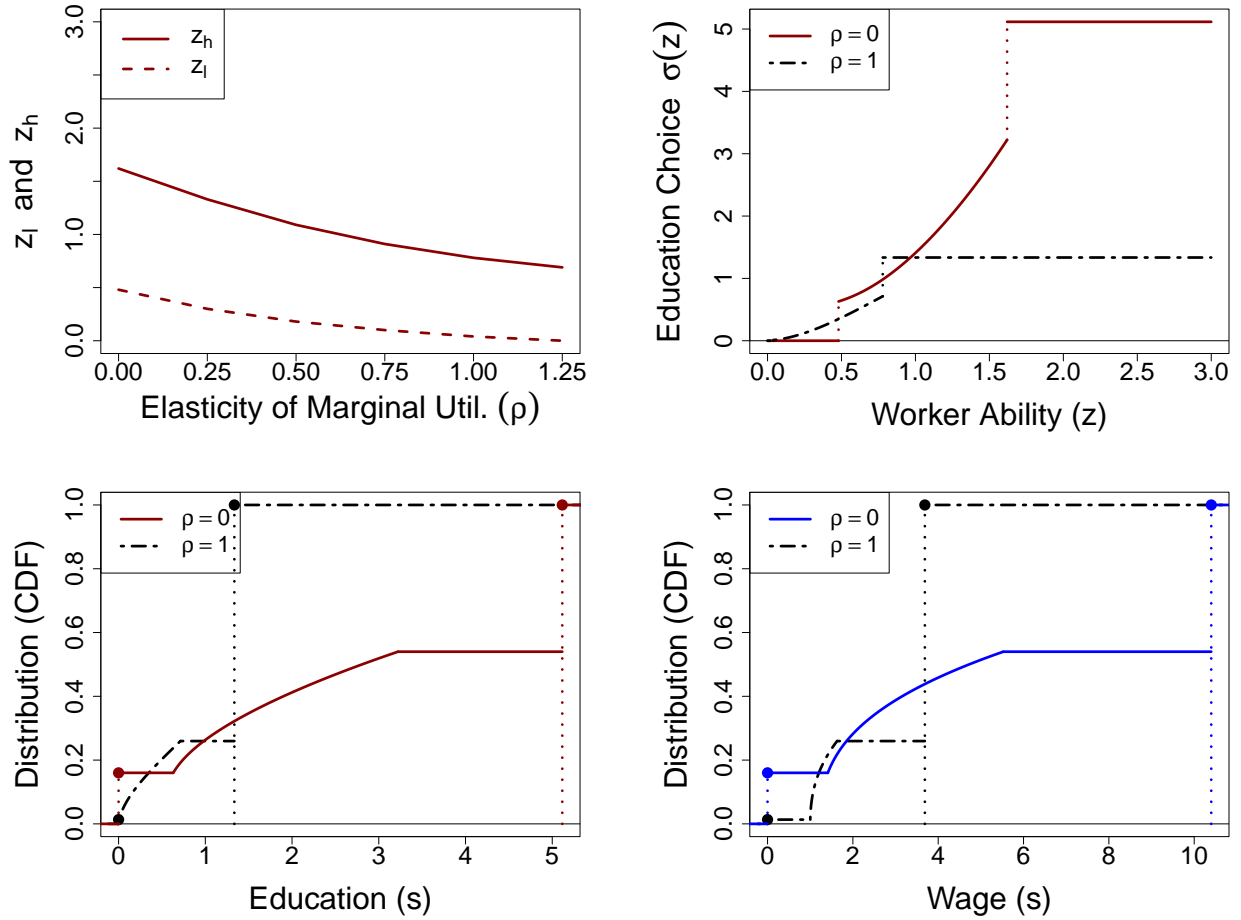 z_h
z_l
z_l and z_h
3.0
2.0
1.0
0.0
0.00 0.25 0.50 0.75 1.00 1.25
Elasticity of Marginal Util. (ρ)
ρ = 0
ρ = 1
Education Choice σ(z)
5
4
3
2
1
0
0.0 0.5 1.0 1.5 2.0 2.5 3.0
Worker Ability (z)
ρ = 0
ρ = 1
Distribution (CDF)
1.0
0.8
0.6
0.4
0.2
0.0
0 1 2 3 4 5
Education (s)
ρ = 0
ρ = 1
Distribution (CDF)
1.0
0.8
0.6
0.4
0.2
0.0
0 2 4 6 8 10
Wage (s)